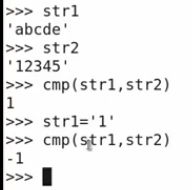 >>> str1
'abcde'
>>> str2
'12345'
>>> cmp(str1,str2)
1
>>> str1='1'
>>> cmp(str1,str2)
-1
>>>